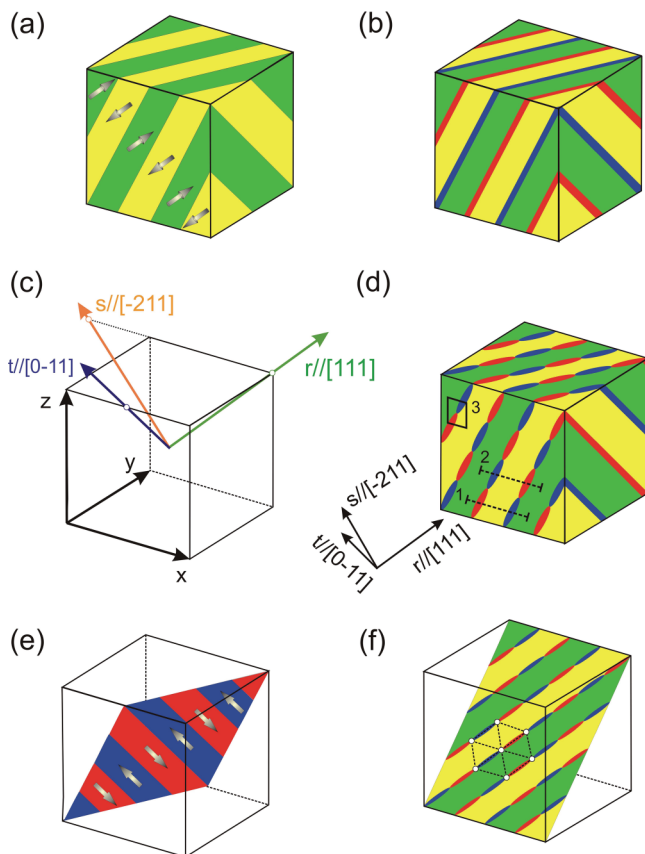 (a)
(b)
(c)
s//[-211]
t//[0-11]
r//[111]
z
y
x
(d)
3
2
1
s//[-211]
t//[0-11]
r//[111]
(e)
(f)